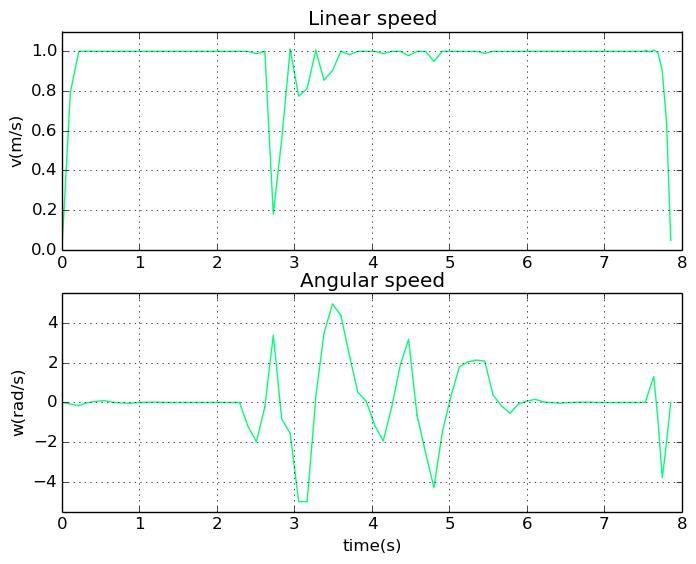 Linear speed
v(m/s)
1.0
0.8
0.6
0.4
0.2
0.0
0 1 2 3 4 5 6 7 8
Angular speed
w(rad/s)
4
2
0
−2
−4
0 1 2 3 4 5 6 7 8
time(s)